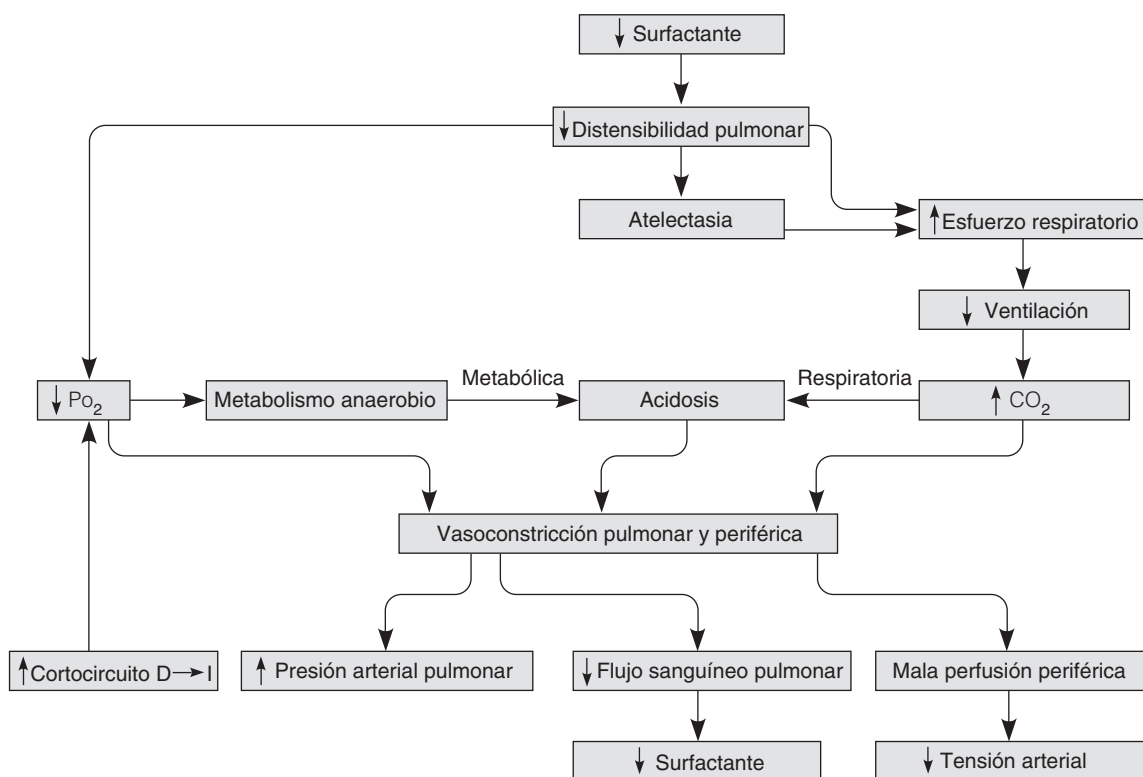 ↓ Surfactante
↓ Distensibilidad pulmonar
Atelectasia
↑ Esfuerzo respiratorio
↓ Ventilación
↓ Po₂
Metabolismo anaerobio
Metabólica
Acidosis
Respiratoria
↑ CO₂
Vasoconstricción pulmonar y periférica
↑ Cortocircuito D → I
↑ Presión arterial pulmonar
↓ Flujo sanguíneo pulmonar
Mala perfusión periférica
↓ Surfactante
↓ Tensión arterial